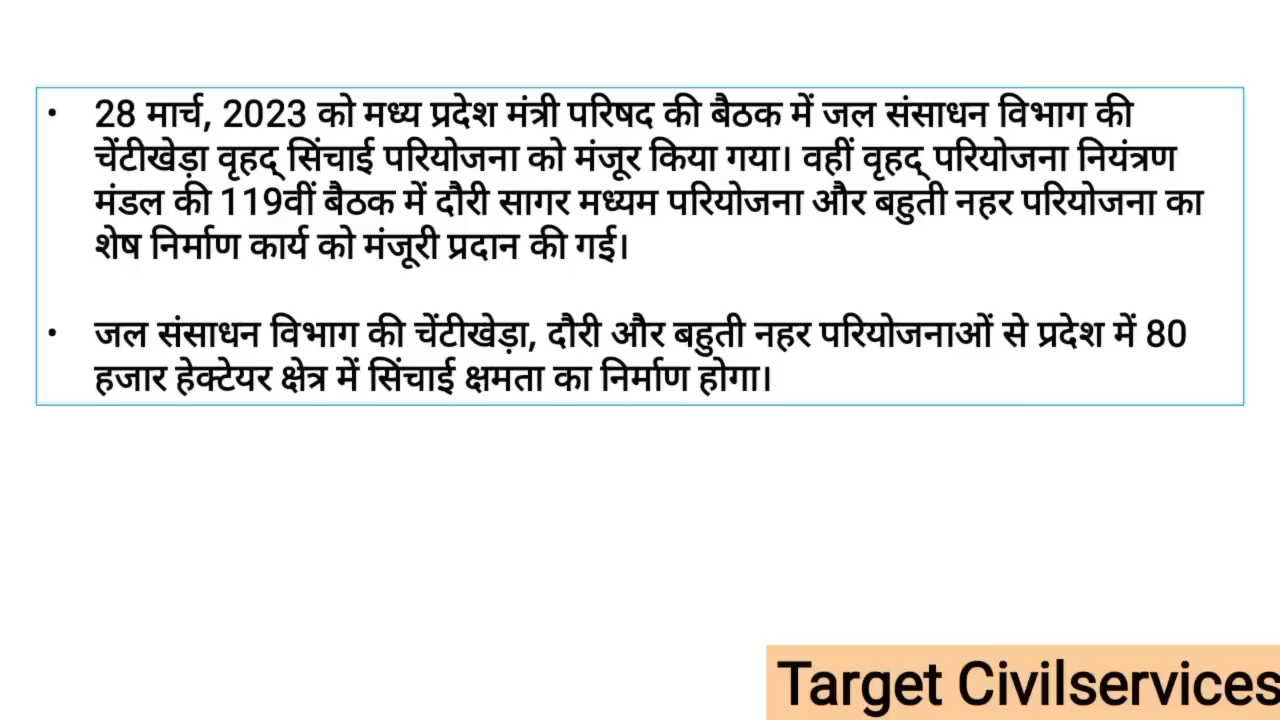 • 28 मार्च, 2023 को मध्य प्रदेश मंत्री परिषद की बैठक में जल संसाधन विभाग की
चेंटीखेड़ा वृहद् सिंचाई परियोजना को मंजूर किया गया। वहीं वृहद् परियोजना नियंत्रण
मंडल की 119वीं बैठक में दौरी सागर मध्यम परियोजना और बहुती नहर परियोजना का
शेष निर्माण कार्य को मंजूरी प्रदान की गई।
• जल संसाधन विभाग की चेंटीखेड़ा, दौरी और बहुती नहर परियोजनाओं से प्रदेश में 80
हजार हेक्टेयर क्षेत्र में सिंचाई क्षमता का निर्माण होगा।
Target Civilservices